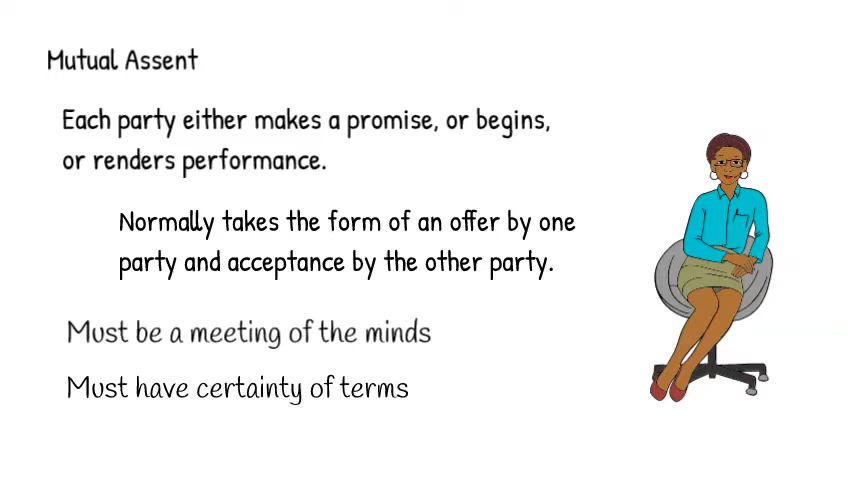 Mutual Assent
Each party either makes a promise, or begins,
or renders performance.
Normally takes the form of an offer by one
party and acceptance by the other party.
Must be a meeting of the minds
Must have certainty of terms